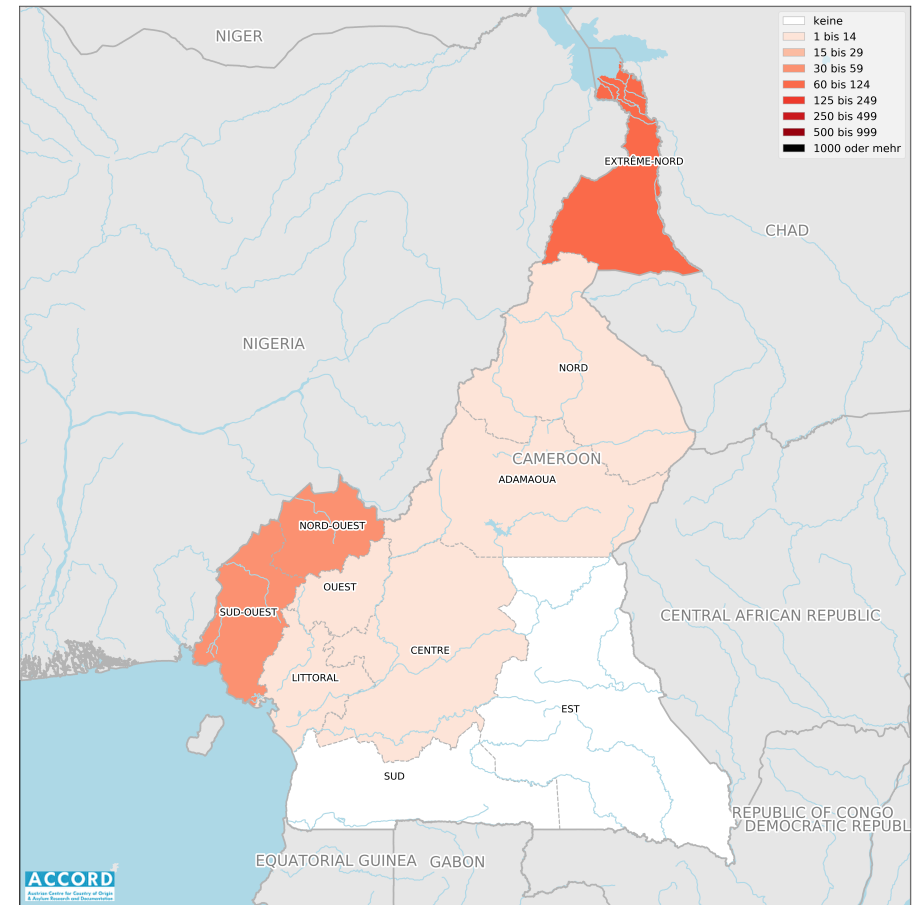 keine
1 bis 14
15 bis 29
30 bis 59
60 bis 124
125 bis 249
250 bis 499
500 bis 999
1000 oder mehr
NIGER
EXTRÊME-NORD
CHAD
NIGERIA
NORD
CAMEROON
ADAMAOUA
NORD-OUEST
OUEST
SUD-OUEST
CENTRAL AFRICAN REPUBLIC
CENTRE
LITTORAL
EST
SUD
REPUBLIC OF CONGO
DEMOCRATIC REPUBL
EQUATORIAL GUINEA
GABON
ACCORD
Austrian Centre for Country of Origin
& Asylum Research and Documentation